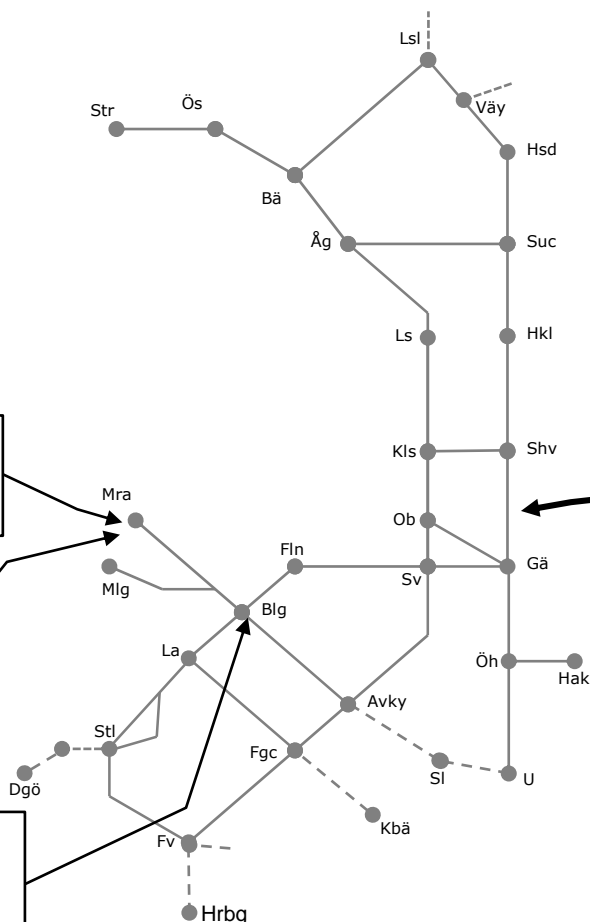 Lsl
Väy
Str
Ös
Hsd
Bä
Åg
Suc
Ls
Hkl
Kls
Shv
Mra
Ob
Fln
Mlg
Sv
Gä
Blg
La
Öh
Hak
Avky
Stl
Fgc
Sl
Dgö
U
Kbä
Fv
Hrbg